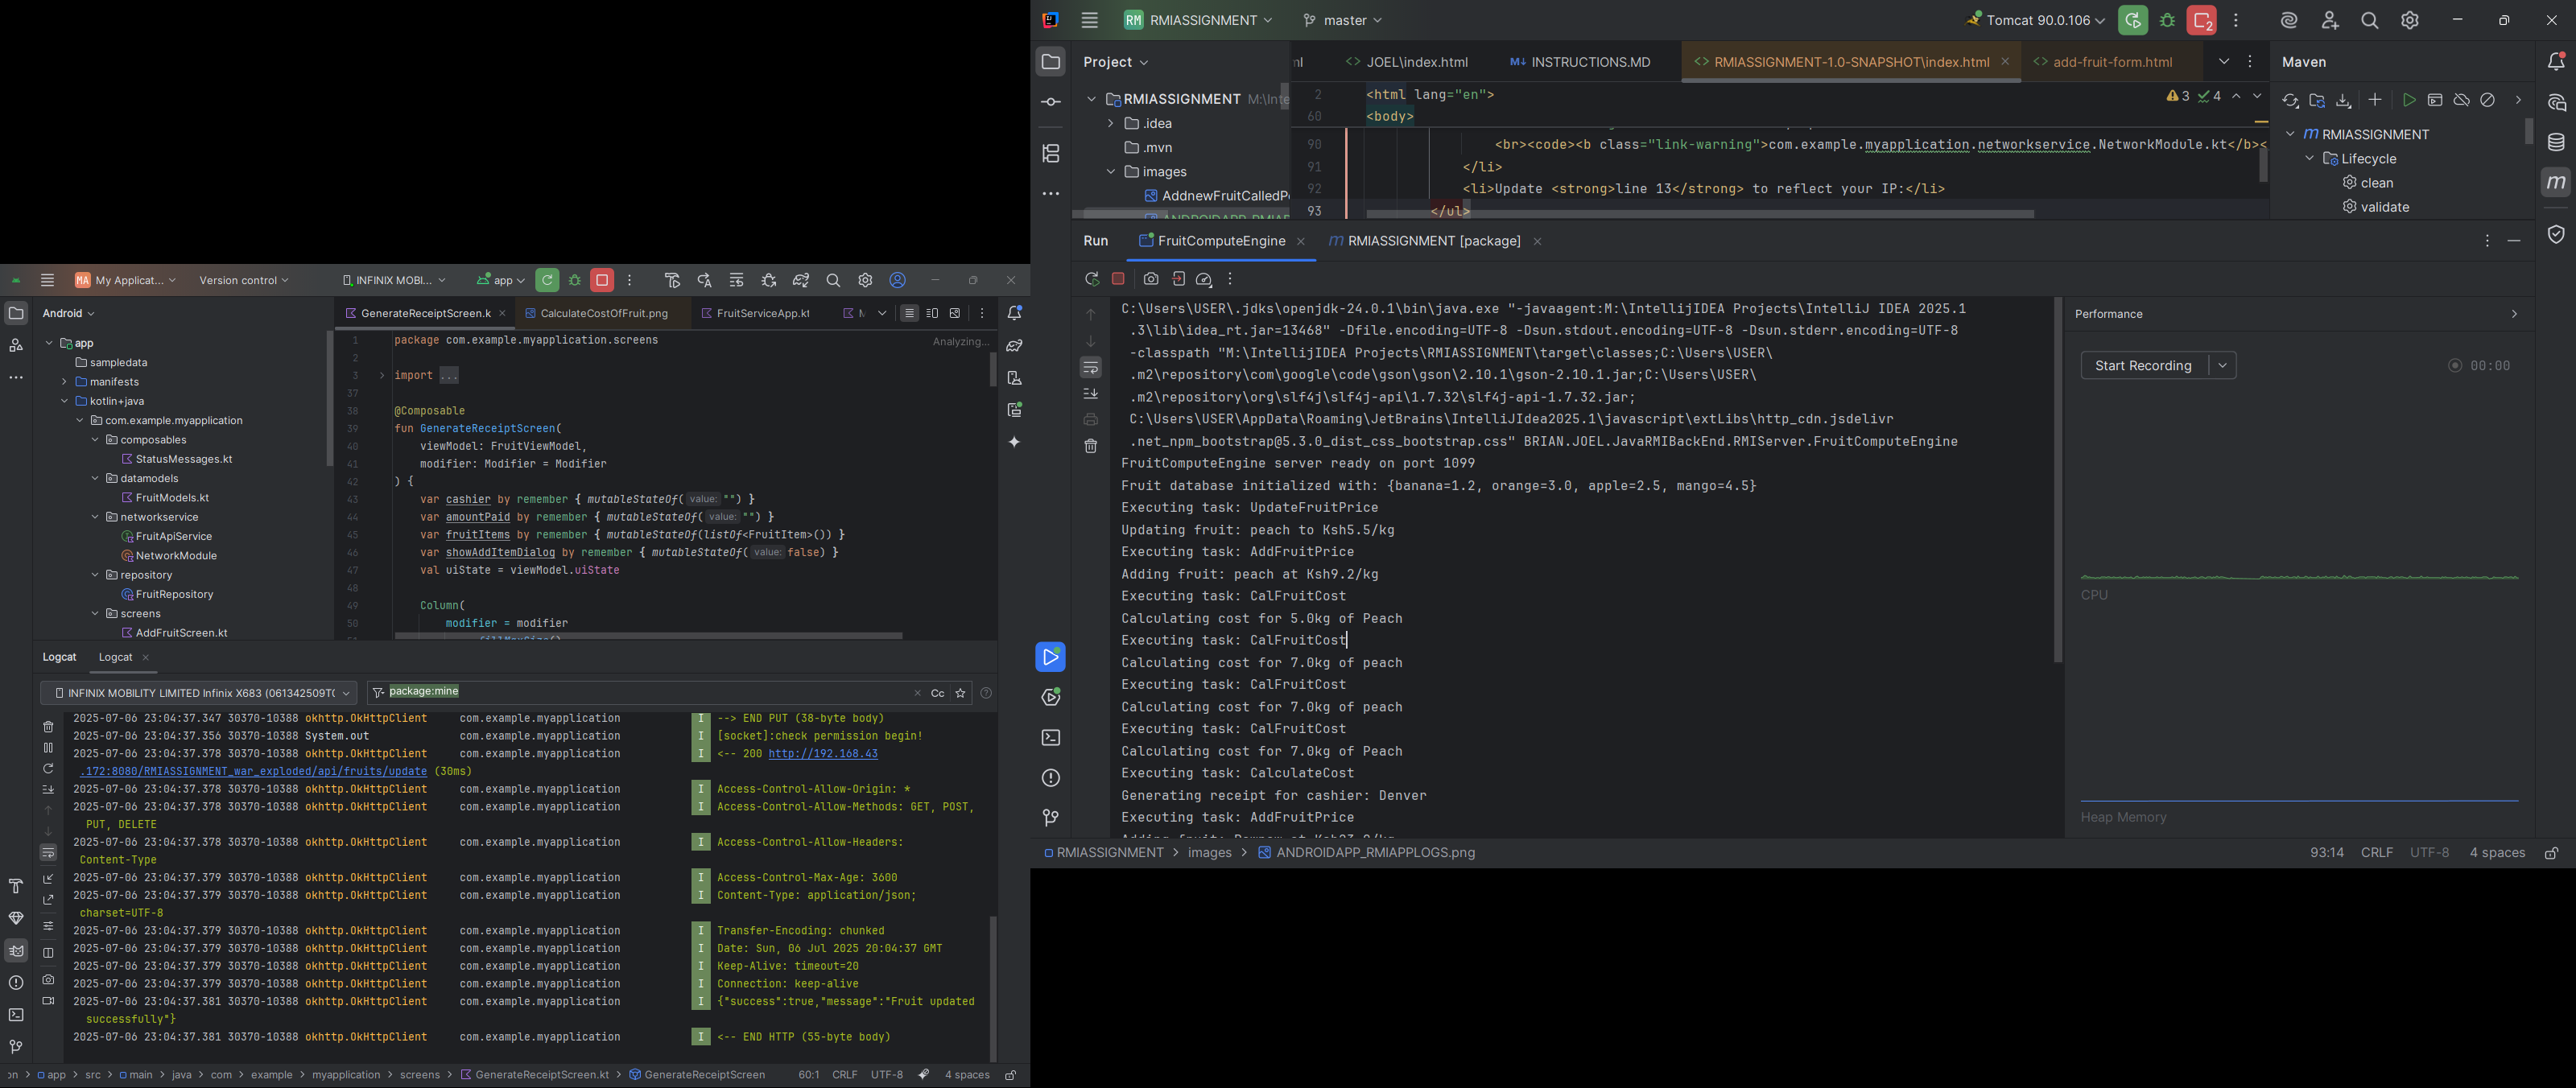 MA My Applicat...
Version control
INFINIX MOBI...
app
Android
GenerateReceiptScreen.k
CalculateCostOfFruit.png
FruitServiceApp.kt
app
sampledata
manifests
kotlin+java
com.example.myapplication
composables
StatusMessages.kt
datamodels
FruitModels.kt
networkservice
FruitApiService
NetworkModule
repository
FruitRepository
screens
AddFruitScreen.kt
Analyzing...
1 package com.example.myapplication.screens
2
3 import ...
37
38 @Composable
39 fun GenerateReceiptScreen(
40 viewModel: FruitViewModel,
41 modifier: Modifier = Modifier
42 ) {
43 var cashier by remember { mutableStateOf( value: "") }
44 var amountPaid by remember { mutableStateOf( value: "") }
45 var fruitItems by remember { mutableStateOf(listOf<FruitItem>()) }
46 var showAddItemDialog by remember { mutableStateOf( value: false) }
47 val uiState = viewModel.uiState
48
49 Column(
50 modifier = modifier
Logcat
Logcat
INFINIX MOBILITY LIMITED Infinix X683 (061342509T(
package:mine
Cc
2025-07-06 23:04:37.347 30370-10388 okhttp.OkHttpClient com.example.myapplication I --> END PUT (38-byte body)
2025-07-06 23:04:37.356 30370-10388 System.out com.example.myapplication I [socket]:check permission begin!
2025-07-06 23:04:37.378 30370-10388 okhttp.OkHttpClient com.example.myapplication I <-- 200 http://192.168.43
.172:8080/RMIASSIGNMENT_war_exploded/api/fruits/update (30ms)
2025-07-06 23:04:37.378 30370-10388 okhttp.OkHttpClient com.example.myapplication I Access-Control-Allow-Origin: *
2025-07-06 23:04:37.378 30370-10388 okhttp.OkHttpClient com.example.myapplication I Access-Control-Allow-Methods: GET, POST,
PUT, DELETE
2025-07-06 23:04:37.378 30370-10388 okhttp.OkHttpClient com.example.myapplication I Access-Control-Allow-Headers:
Content-Type
2025-07-06 23:04:37.379 30370-10388 okhttp.OkHttpClient com.example.myapplication I Access-Control-Max-Age: 3600
2025-07-06 23:04:37.379 30370-10388 okhttp.OkHttpClient com.example.myapplication I Content-Type: application/json;
charset=UTF-8
2025-07-06 23:04:37.379 30370-10388 okhttp.OkHttpClient com.example.myapplication I Transfer-Encoding: chunked
2025-07-06 23:04:37.379 30370-10388 okhttp.OkHttpClient com.example.myapplication I Date: Sun, 06 Jul 2025 20:04:37 GMT
2025-07-06 23:04:37.379 30370-10388 okhttp.OkHttpClient com.example.myapplication I Keep-Alive: timeout=20
2025-07-06 23:04:37.379 30370-10388 okhttp.OkHttpClient com.example.myapplication I Connection: keep-alive
2025-07-06 23:04:37.381 30370-10388 okhttp.OkHttpClient com.example.myapplication I {"success":true,"message":"Fruit updated
successfully"}
2025-07-06 23:04:37.381 30370-10388 okhttp.OkHttpClient com.example.myapplication I <-- END HTTP (55-byte body)
on > app > src > main > java > com > example > myapplication > screens > GenerateReceiptScreen.kt > GenerateReceiptScreen
60:1 CRLF UTF-8 4 spaces
RM RMIASSIGNMENT
master
Tomcat 90.0.106
2
Project
ml
JOEL\index.html
INSTRUCTIONS.MD
RMIASSIGNMENT-1.0-SNAPSHOT\index.html
add-fruit-form.html
Maven
RMIASSIGNMENT M:\Inte
.idea
.mvn
images
AddnewFruitCalledPe
2 <html lang="en">
3 4
60 <body>
90 <br><code><b class="link-warning">com.example.myapplication.networkservice.NetworkModule.kt</b><
91 </li>
92 <li>Update <strong>line 13</strong> to reflect your IP:</li>
93 </ul>
RMIASSIGNMENT
Lifecycle
clean
validate
Run
FruitComputeEngine
RMIASSIGNMENT [package]
C:\Users\USER\.jdks\openjdk-24.0.1\bin\java.exe "-javaagent:M:\IntellijIDEA Projects\IntelliJ IDEA 2025.1
.3\lib\idea_rt.jar=13468" -Dfile.encoding=UTF-8 -Dsun.stdout.encoding=UTF-8 -Dsun.stderr.encoding=UTF-8
-classpath "M:\IntellijIDEA Projects\RMIASSIGNMENT\target\classes;C:\Users\USER\
.m2\repository\com\google\code\gson\gson\2.10.1\gson-2.10.1.jar;C:\Users\USER\
.m2\repository\org\slf4j\slf4j-api\1.7.32\slf4j-api-1.7.32.jar;
C:\Users\USER\AppData\Roaming\JetBrains\IntelliJIdea2025.1\javascript\extLibs\http_cdn.jsdelivr
.net_npm_bootstrap@5.3.0_dist_css_bootstrap.css" BRIAN.JOEL.JavaRMIBackEnd.RMIServer.FruitComputeEngine
FruitComputeEngine server ready on port 1099
Fruit database initialized with: {banana=1.2, orange=3.0, apple=2.5, mango=4.5}
Executing task: UpdateFruitPrice
Updating fruit: peach to Ksh5.5/kg
Executing task: AddFruitPrice
Adding fruit: peach at Ksh9.2/kg
Executing task: CalFruitCost
Calculating cost for 5.0kg of Peach
Executing task: CalFruitCost
Calculating cost for 7.0kg of peach
Executing task: CalFruitCost
Calculating cost for 7.0kg of peach
Executing task: CalFruitCost
Calculating cost for 7.0kg of Peach
Executing task: CalculateCost
Generating receipt for cashier: Denver
Executing task: AddFruitPrice
Performance
Start Recording
00:00
CPU
Heap Memory
RMIASSIGNMENT > images > ANDROIDAPP_RMIAPPLOGS.png
93:14 CRLF UTF-8 4 spaces